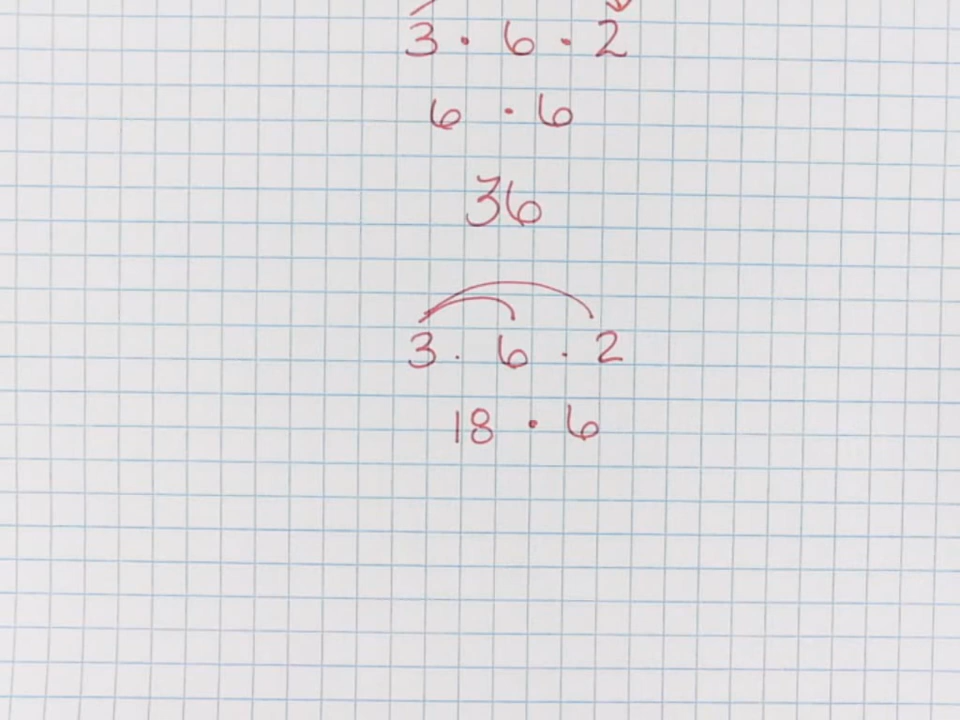 3 · 6 · 2
6 · 6
36
3 · 6 · 2
18 · 6